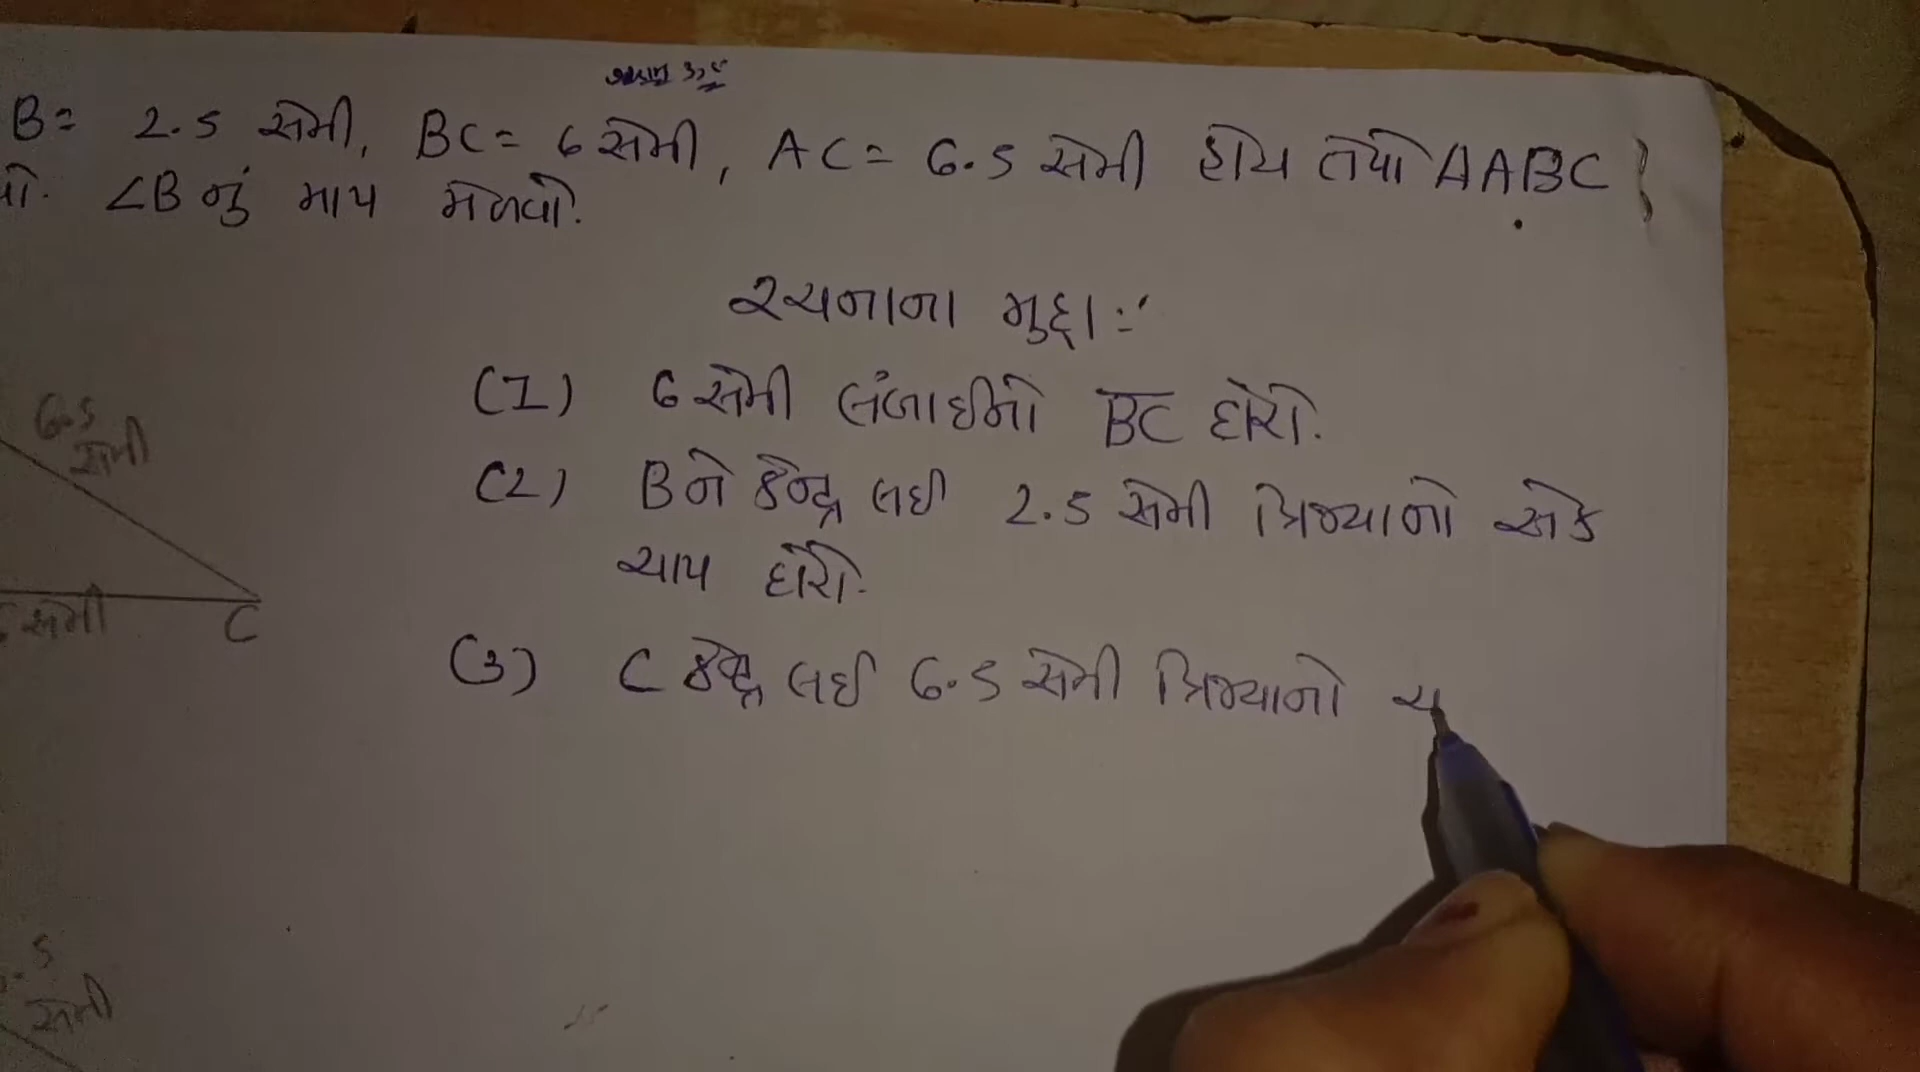 B= 2.5 સેમી, BC= 6 સેમી, AC= 6.5 સેમી હોય તેવો ΔABC
∠B નું માપ મેળવો.
રચનાના મુદ્દા :-
(1) 6 સેમી લંબાઈનો BC દોરો.
6.5
સેમી
(2) B ને કેન્દ્ર લઈ 2.5 સેમી ત્રિજ્યાનો એક
ચાપ દોરો.
સેમી C
(3) C કેન્દ્ર લઈ 6.5 સેમી ત્રિજ્યાનો ચ
.5
સેમી